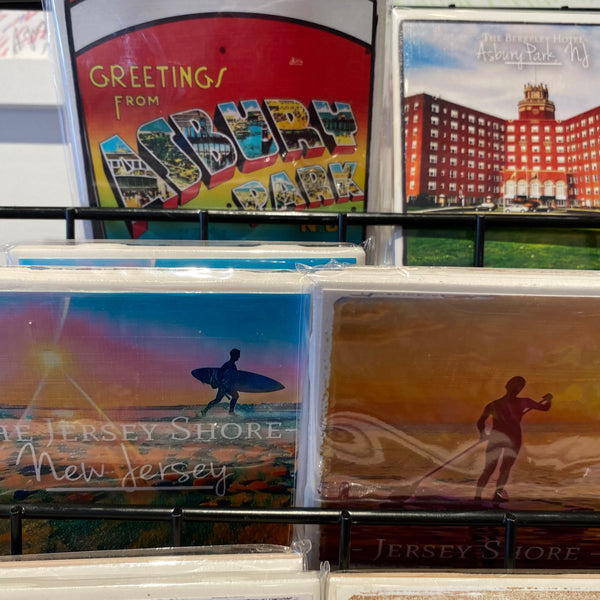 GREETINGS
FROM
ASBURY
PARK
THE BERKELEY HOTEL
Asbury Park NJ
THE JERSEY SHORE
New Jersey
- JERSEY SHORE -